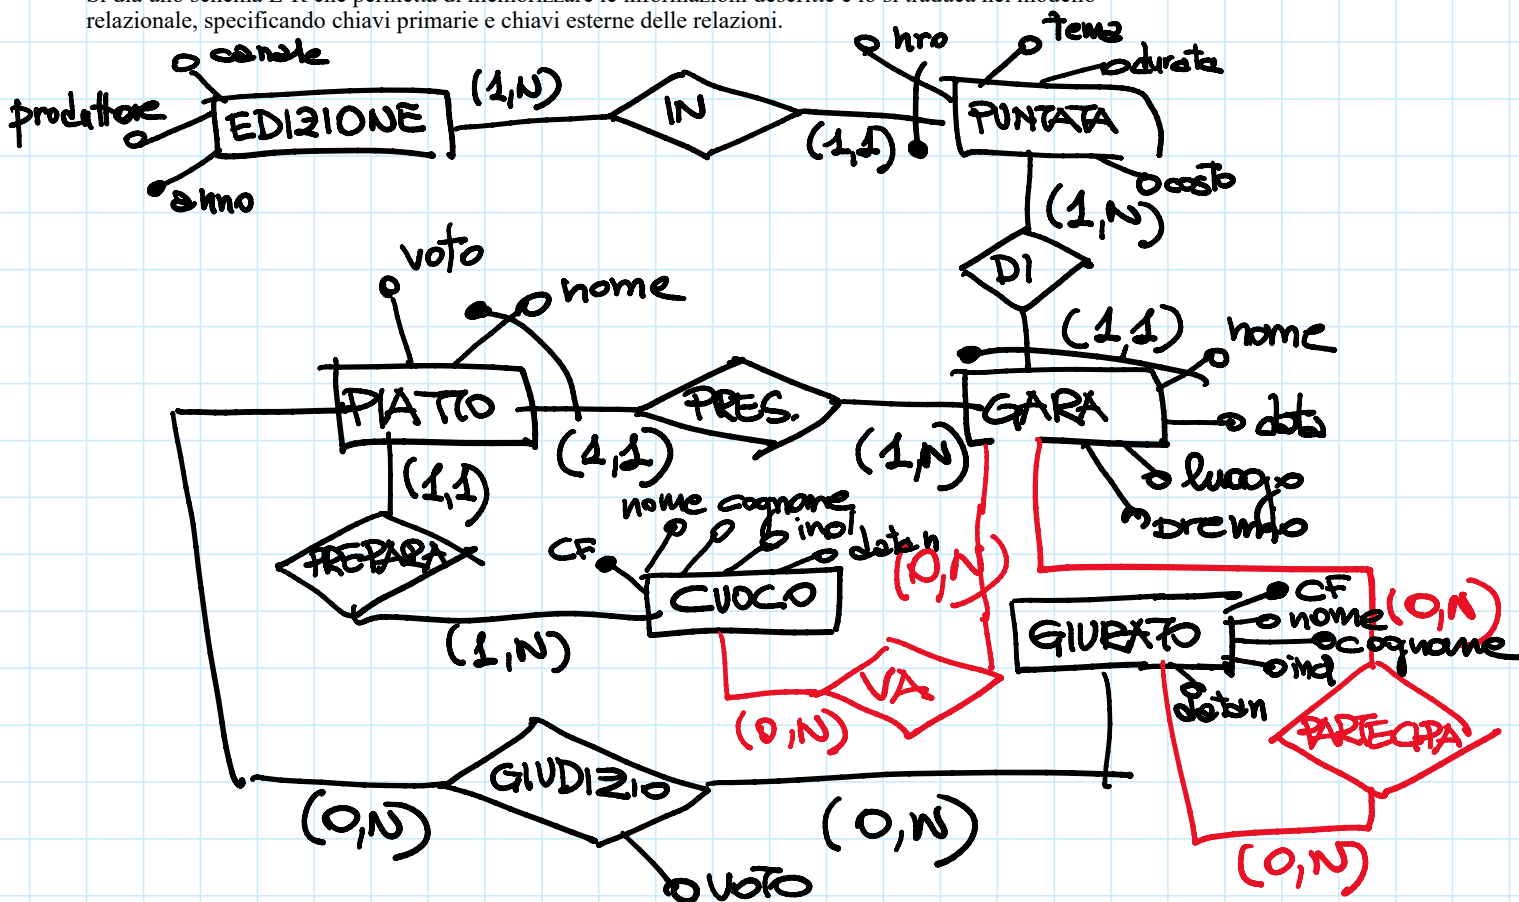 relazionale, specificando chiavi primarie e chiavi esterne delle relazioni.
canale
produttore
EDIZIONE
anno
(1,N)
IN
(1,1)
nro
tema
durata
PUNTATA
costo
(1,N)
DI
(1 1)
voto
nome
PIATTO
(1,1)
PRES.
(1,N)
GARA
nome
data
luogo
premio
(1,1)
PREPARA
(1,N)
CF
nome cognome
ind
datan
CUOCO
(0,N)
VA
(0,N)
GIURATO
CF
nome
cognome
ind
datan
(0,N)
PARTECIPA
(0,N)
GIUDIZIO
(0,N)
(0,N)
VOTO